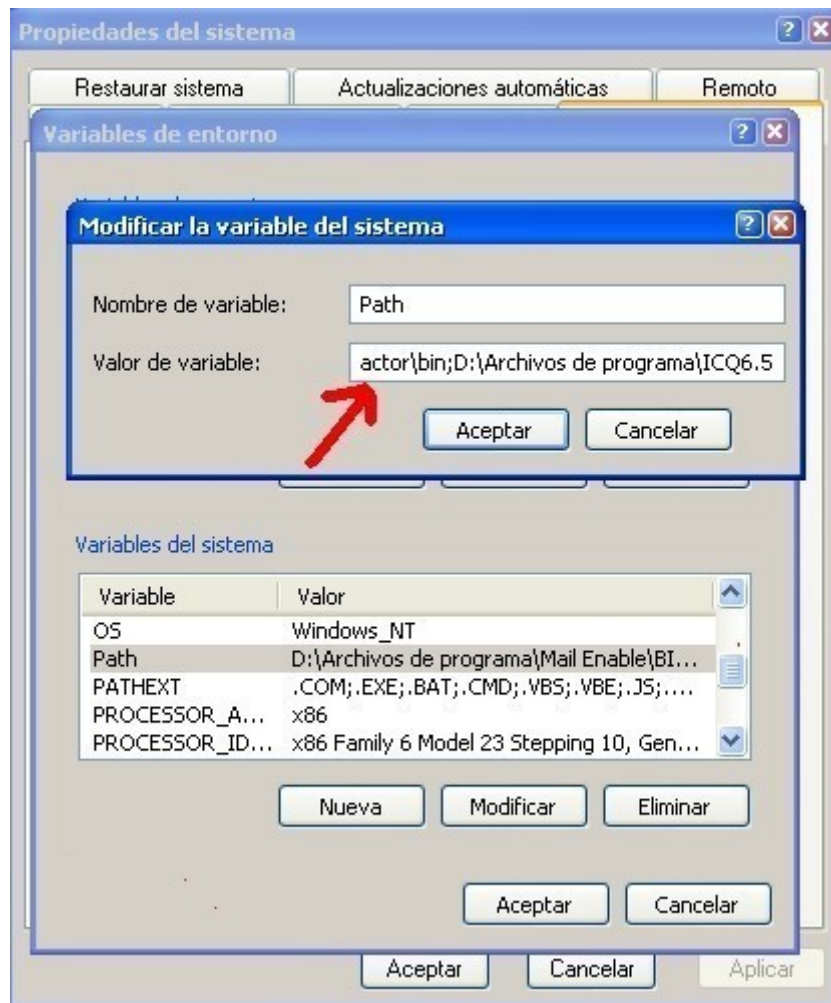 Propiedades del sistema
Restaurar sistema Actualizaciones automáticas Remoto
Variables de entorno
Modificar la variable del sistema
Nombre de variable: Path
Valor de variable: actor\bin;D:\Archivos de programa\ICQ6.5
Aceptar Cancelar
Variables del sistema
Variable Valor
OS Windows_NT
Path D:\Archivos de programa\Mail Enable\BI...
PATHEXT .COM;.EXE;.BAT;.CMD;.VBS;.VBE;.JS;....
PROCESSOR_A... x86
PROCESSOR_ID... x86 Family 6 Model 23 Stepping 10, Gen...
Nueva Modificar Eliminar
Aceptar Cancelar
Aceptar Cancelar Aplicar